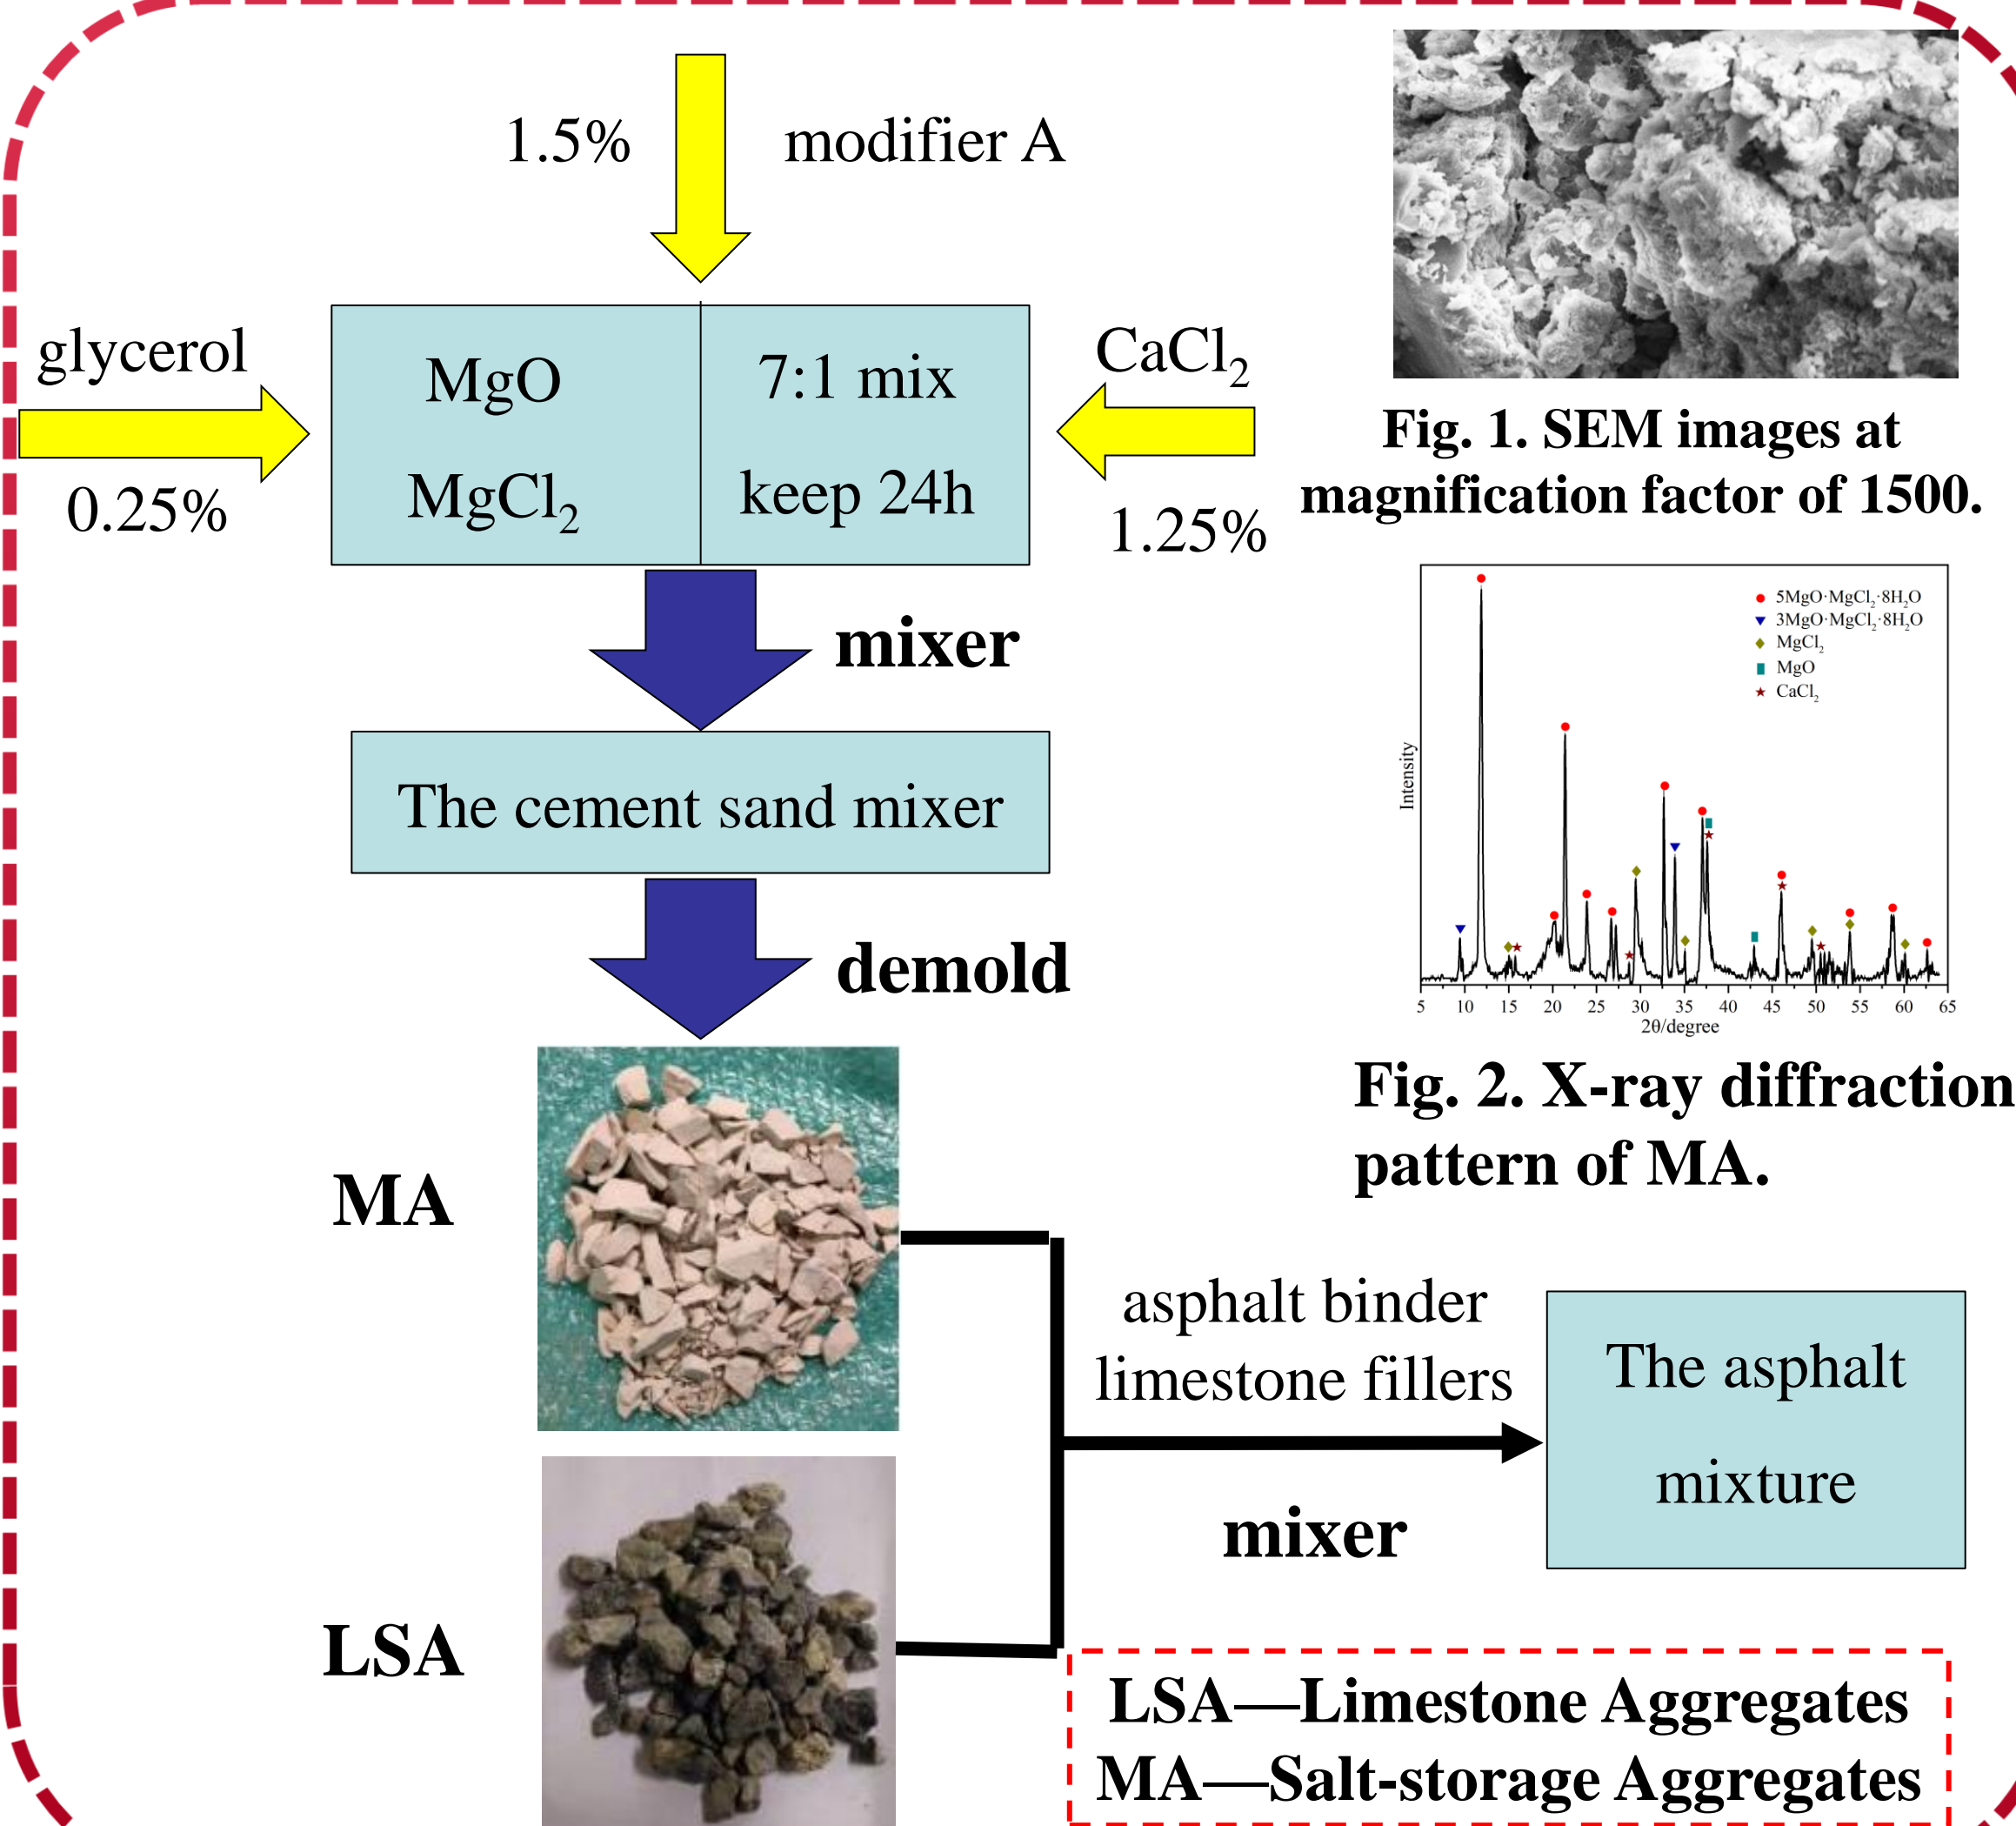 1.5%
modifier A
glycerol
0.25%
MgO
MgCl₂
7:1 mix
keep 24h
CaCl₂
1.25%
mixer
The cement sand mixer
demold
MA
LSA
asphalt binder
limestone fillers
mixer
The asphalt
mixture
Fig. 1. SEM images at
magnification factor of 1500.
5MgO·MgCl₂·8H₂O
3MgO·MgCl₂·8H₂O
MgCl₂
MgO
CaCl₂
Intensity
5 10 15 20 25 30 35 40 45 50 55 60 65
2θ/degree
Fig. 2. X-ray diffraction
pattern of MA.
LSA—Limestone Aggregates
MA—Salt-storage Aggregates